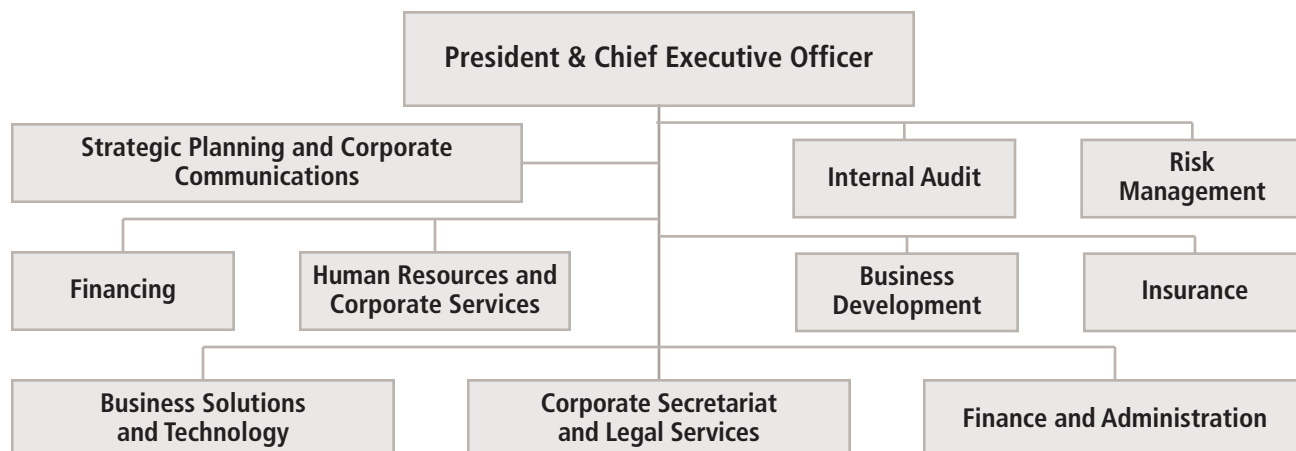 President & Chief Executive Officer
Strategic Planning and Corporate
Communications
Internal Audit
Risk
Management
Financing
Human Resources and
Corporate Services
Business
Development
Insurance
Business Solutions
and Technology
Corporate Secretariat
and Legal Services
Finance and Administration